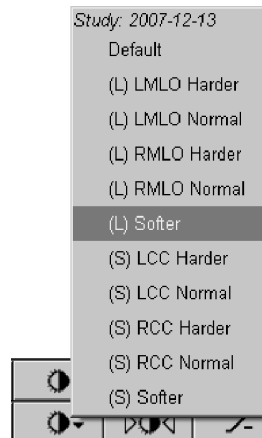 Study: 2007-12-13
Default
(L) LMLO Harder
(L) LMLO Normal
(L) RMLO Harder
(L) RMLO Normal
(L) Softer
(S) LCC Harder
(S) LCC Normal
(S) RCC Harder
(S) RCC Normal
(S) Softer